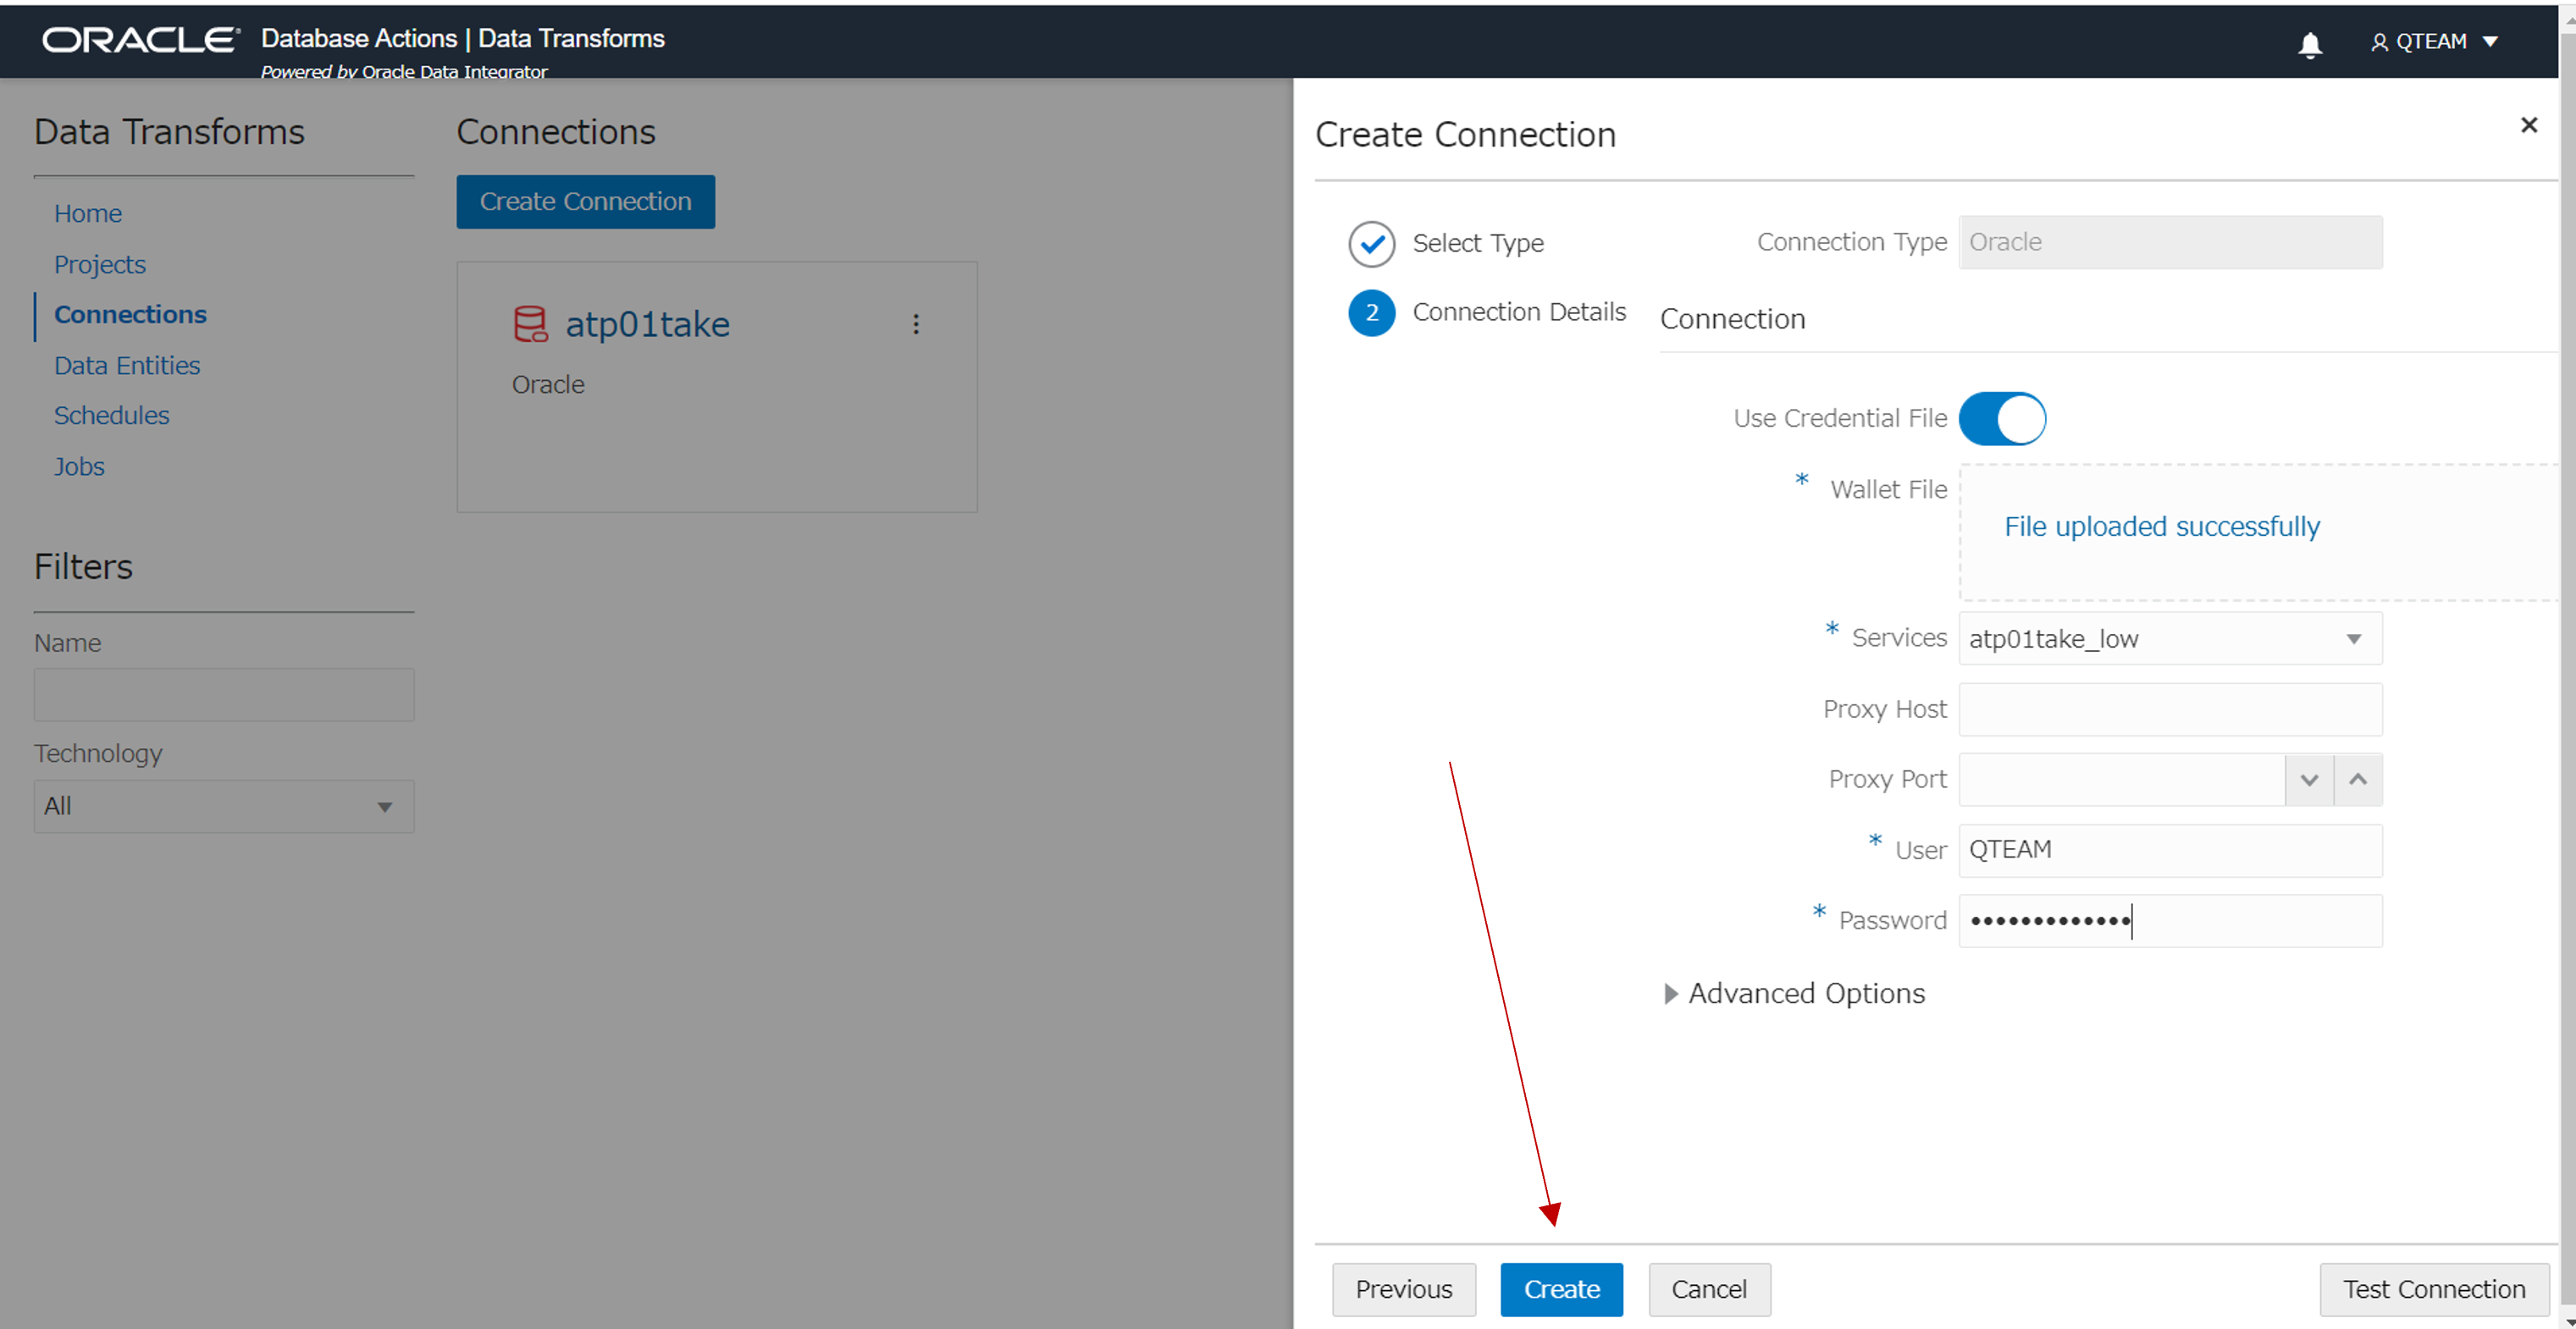 ORACLE Database Actions | Data Transforms
Powered by Oracle Data Integrator
QTEAM
Data Transforms
Home
Projects
Connections
Data Entities
Schedules
Jobs
Filters
Name
Technology
All
Connections
Create Connection
atp01take
Oracle
Create Connection
Select Type
2 Connection Details
Connection Type Oracle
Connection
Use Credential File
* Wallet File
File uploaded successfully
* Services atp01take_low
Proxy Host
Proxy Port
* User QTEAM
* Password •••••••••••••
Advanced Options
Previous Create Cancel Test Connection